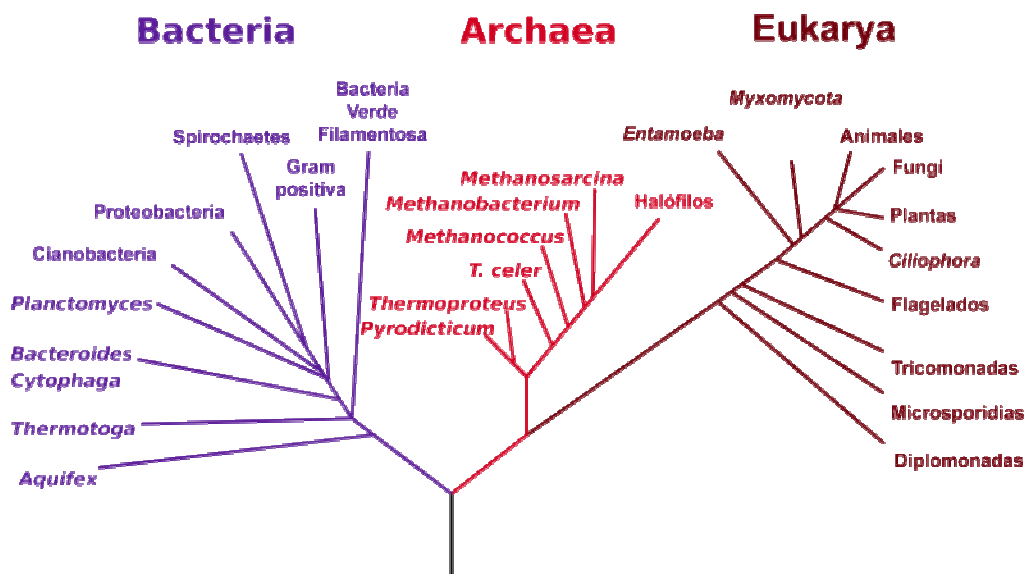 Bacteria
Archaea
Eukarya
Bacteria
Verde
Filamentosa
Spirochaetes
Gram
positiva
Proteobacteria
Cianobacteria
Planctomyces
Bacteroides
Cytophaga
Thermotoga
Aquifex
Methanosarcina
Methanobacterium
Halófilos
Methanococcus
T. celer
Thermoproteus
Pyrodicticum
Myxomycota
Entamoeba
Animales
Fungi
Plantas
Ciliophora
Flagelados
Tricomonadas
Microsporidias
Diplomonadas